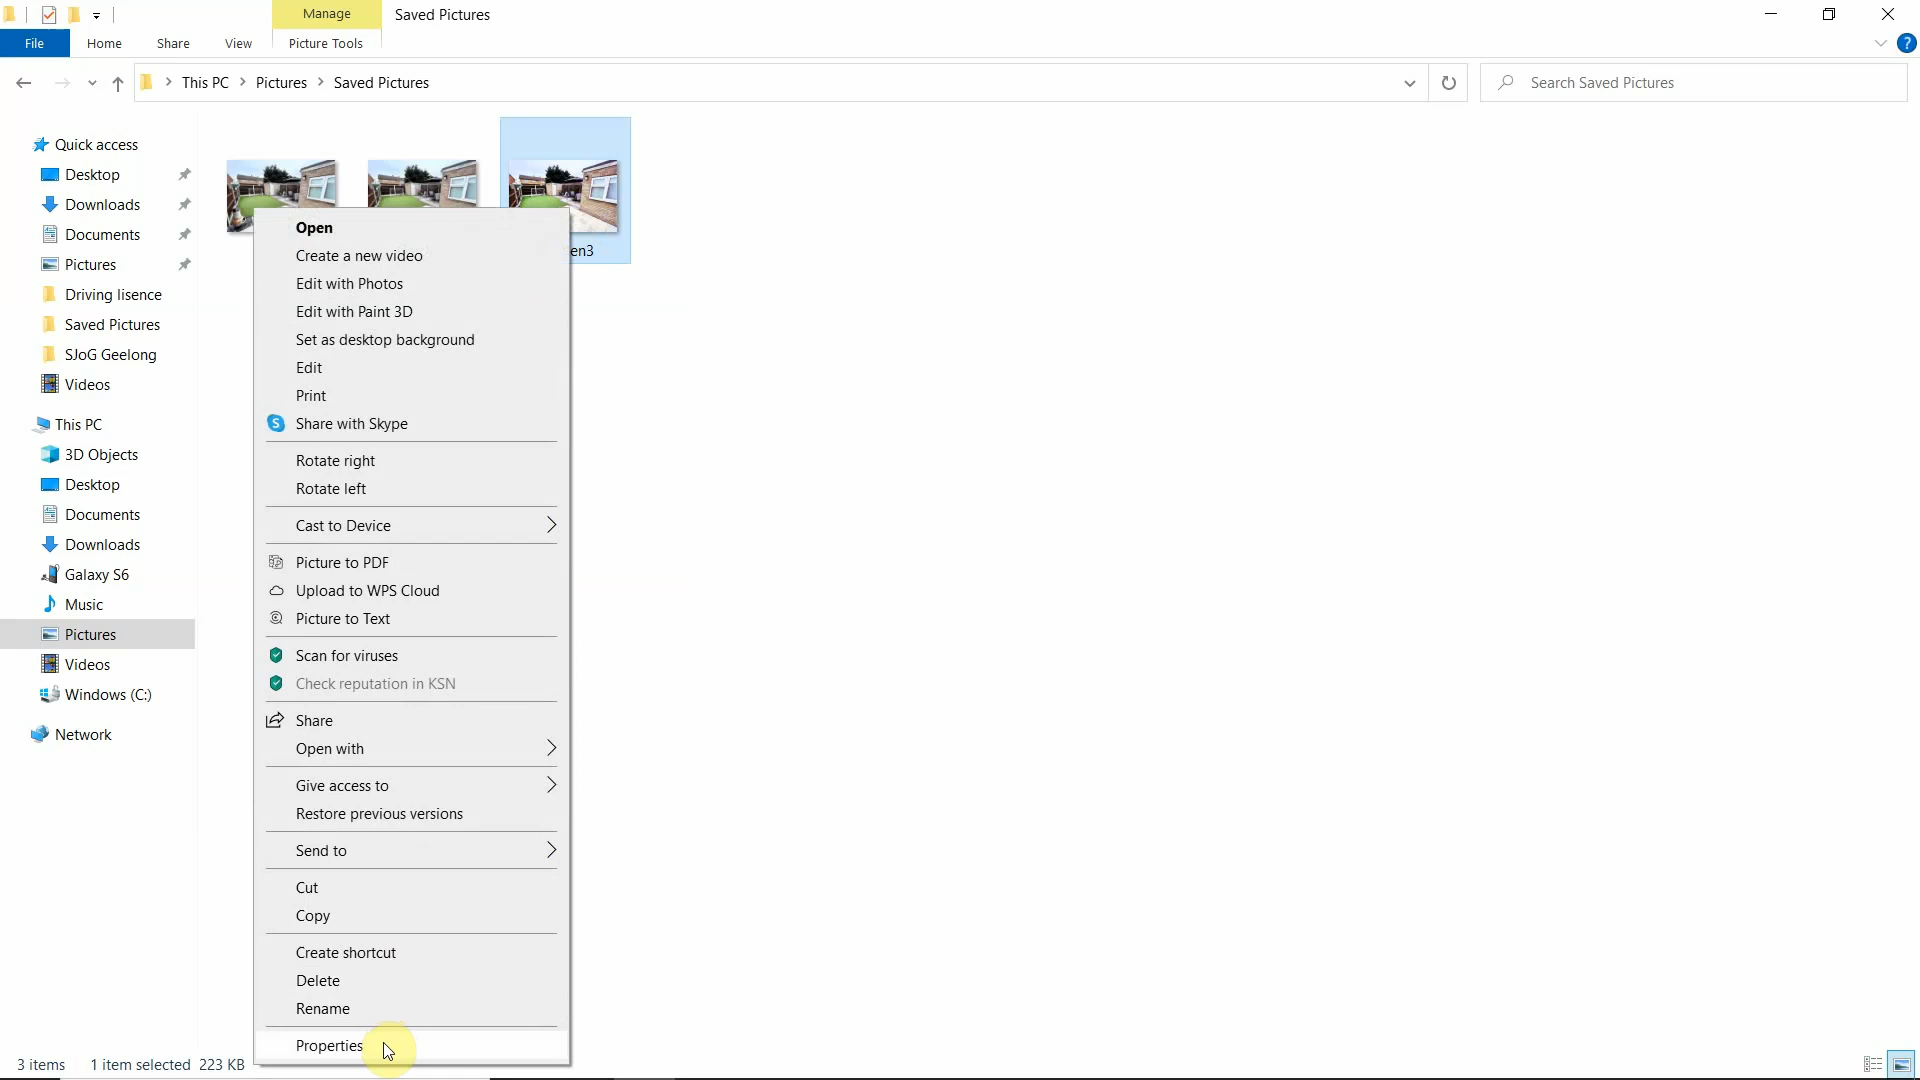 Manage
Saved Pictures
File
Home
Share
View
Picture Tools
This PC
Pictures
Saved Pictures
Search Saved Pictures
Quick access
Desktop
Downloads
Documents
Pictures
Driving lisence
Saved Pictures
SJoG Geelong
Videos
This PC
3D Objects
Desktop
Documents
Downloads
Galaxy S6
Music
Pictures
Videos
Windows (C:)
Network
en3
Open
Create a new video
Edit with Photos
Edit with Paint 3D
Set as desktop background
Edit
Print
S Share with Skype
Rotate right
Rotate left
Cast to Device
Picture to PDF
Upload to WPS Cloud
Picture to Text
Scan for viruses
Check reputation in KSN
Share
Open with
Give access to
Restore previous versions
Send to
Cut
Copy
Create shortcut
Delete
Rename
Properties
3 items 1 item selected 223 KB